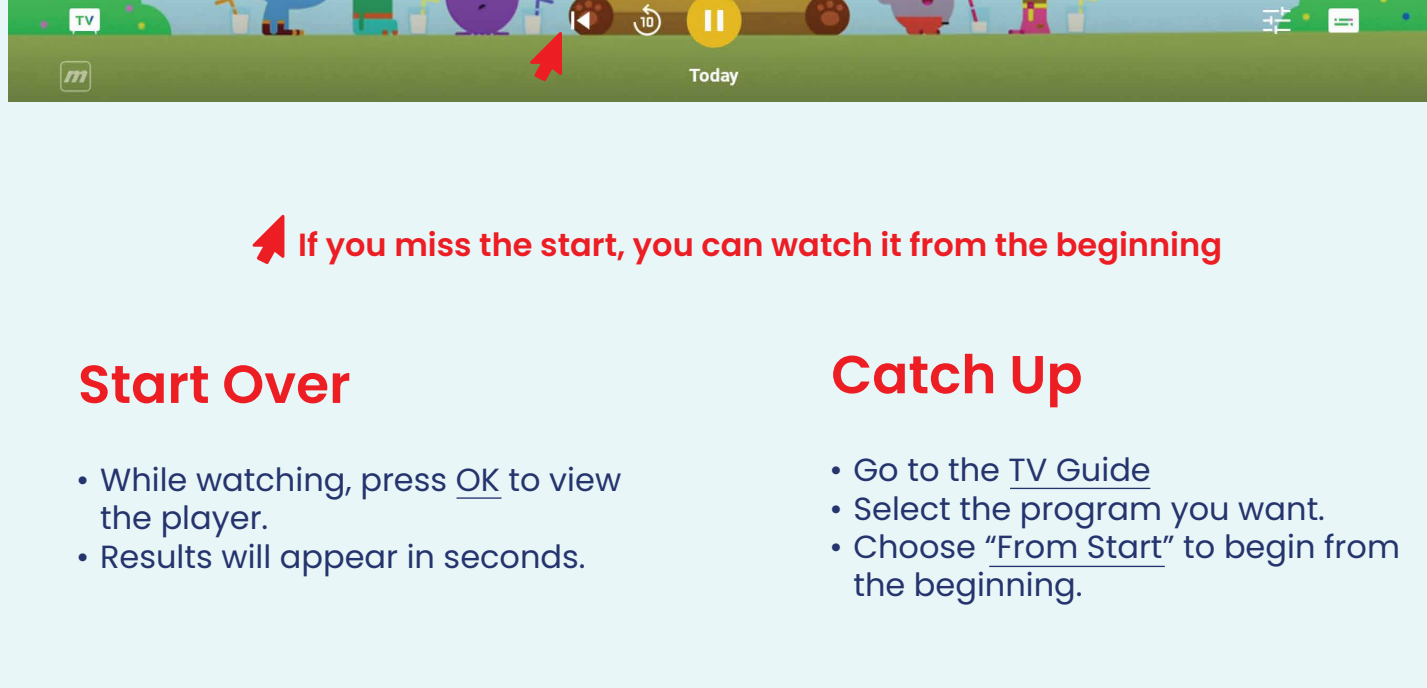 TV
10
m
Today
If you miss the start, you can watch it from the beginning
Start Over
• While watching, press OK to view
the player.
• Results will appear in seconds.
Catch Up
• Go to the TV Guide
• Select the program you want.
• Choose “From Start” to begin from
the beginning.